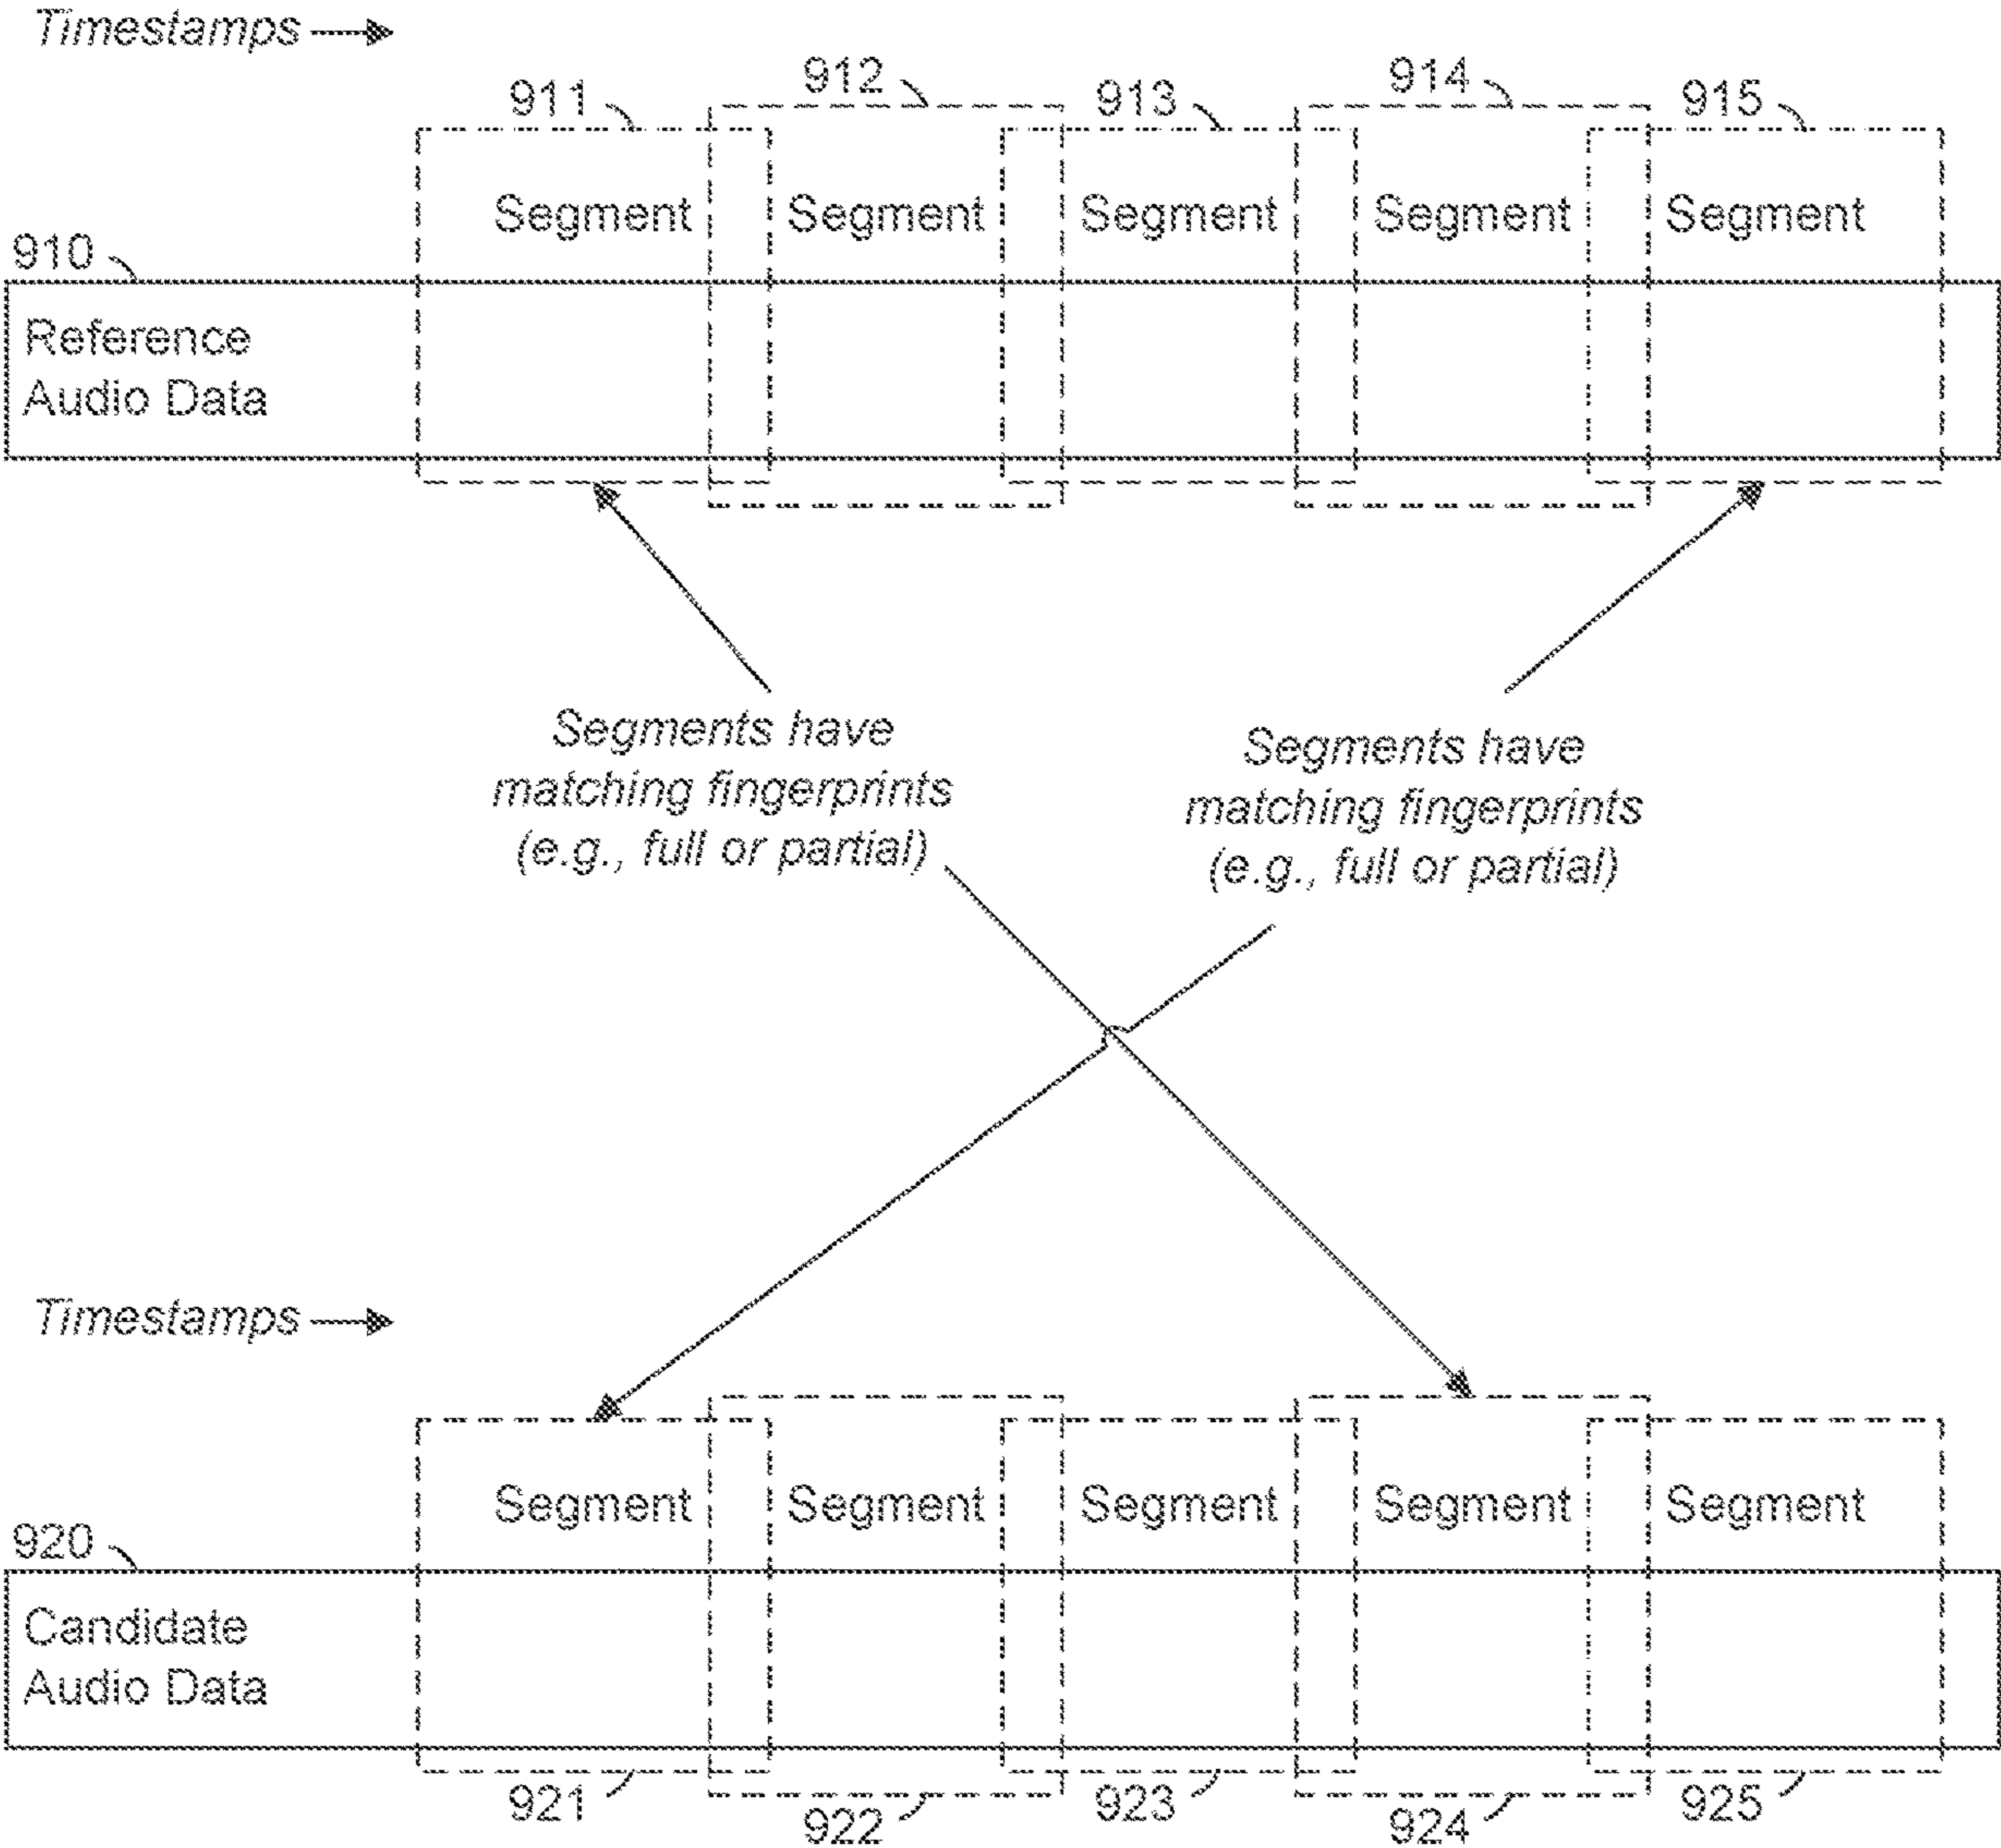 Timestamps
911
912
913
914
915
Segment
Segment
Segment
Segment
Segment
910
Reference
Audio Data
Segments have
matching fingerprints
(e.g., full or partial)
Segments have
matching fingerprints
(e.g., full or partial)
Timestamps
Segment
Segment
Segment
Segment
Segment
920
Candidate
Audio Data
921
922
923
924
925